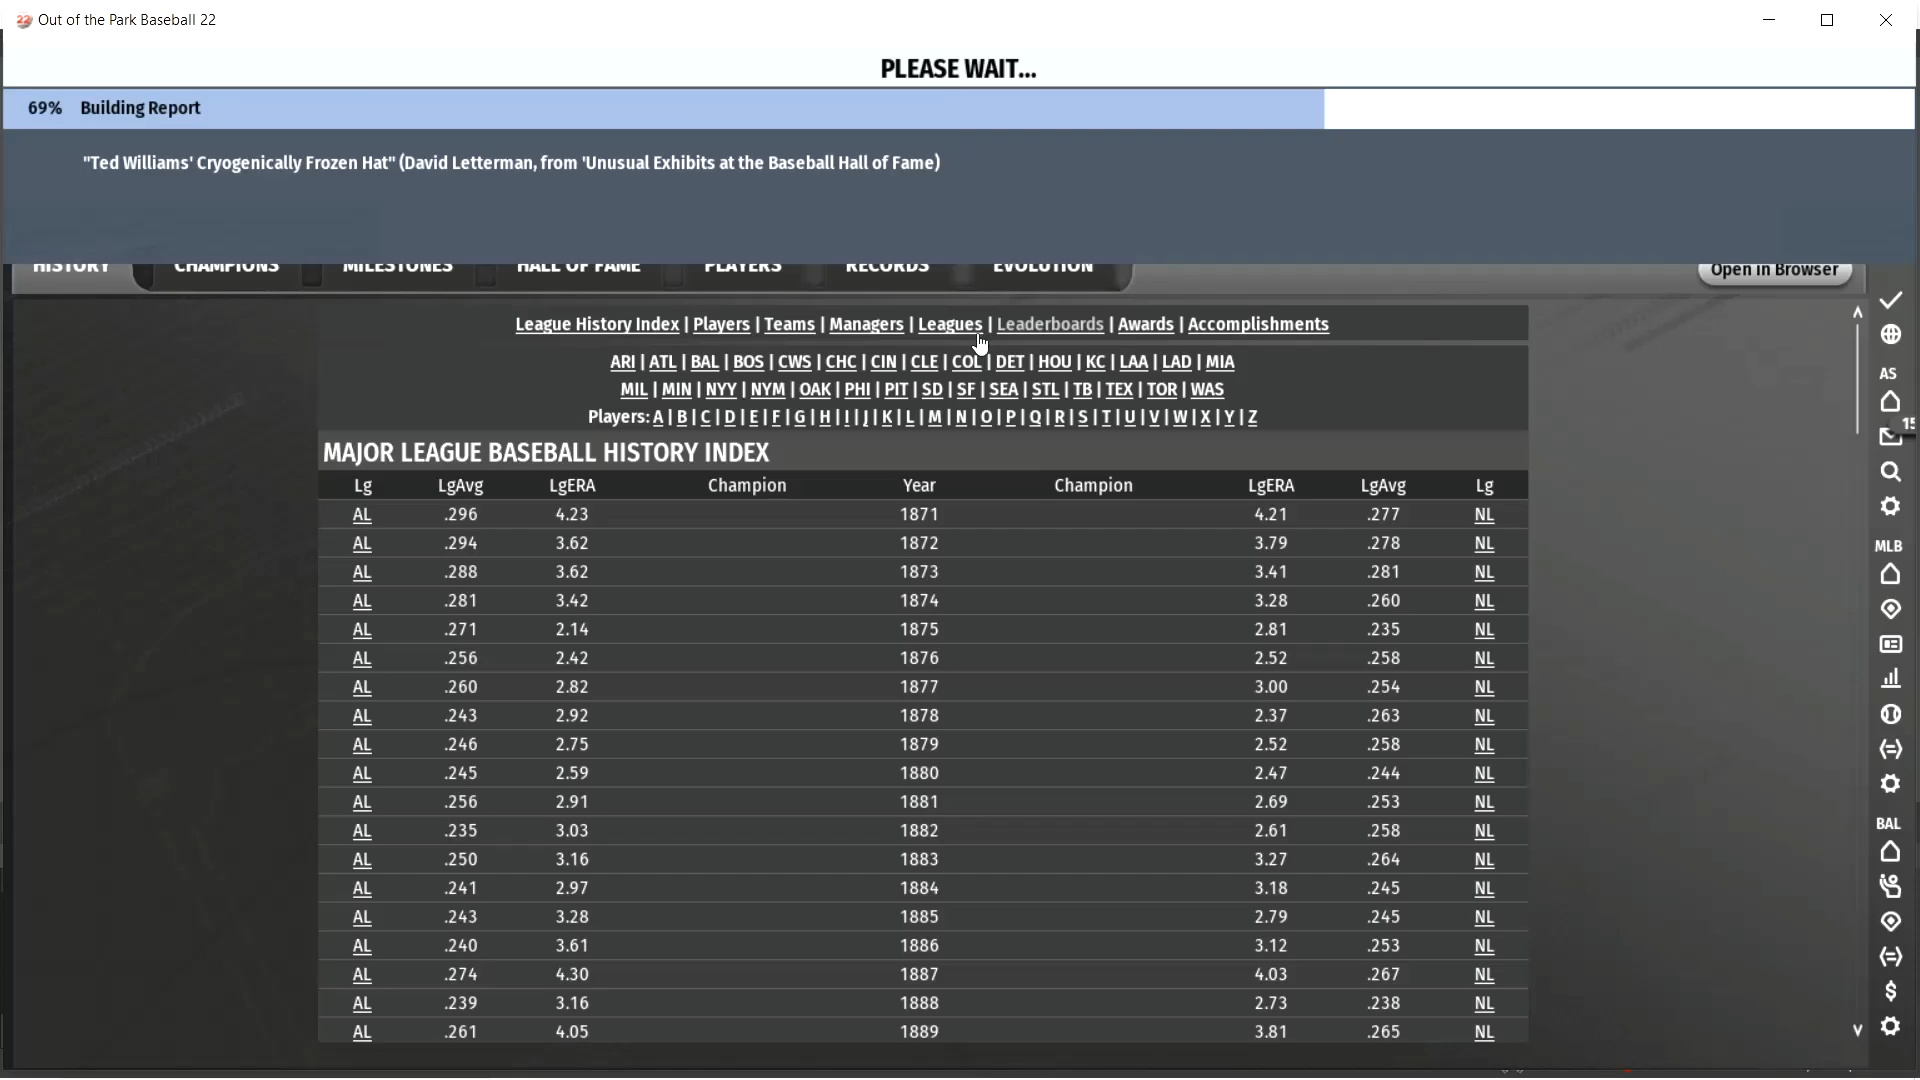 Out of the Park Baseball 22
PLEASE WAIT...
69% Building Report
"Ted Williams' Cryogenically Frozen Hat" (David Letterman, from 'Unusual Exhibits at the Baseball Hall of Fame)
HISTORY CHAMPIONS MILESTONES HALL OF FAME PLAYERS RECORDS EVOLUTION Open in Browser
League History Index | Players | Teams | Managers | Leagues | Leaderboards | Awards | Accomplishments
ARI | ATL | BAL | BOS | CWS | CHC | CIN | CLE | COL | DET | HOU | KC | LAA | LAD | MIA
MIL | MIN | NYY | NYM | OAK | PHI | PIT | SD | SF | SEA | STL | TB | TEX | TOR | WAS
Players: A | B | C | D | E | F | G | H | I | J | K | L | M | N | O | P | Q | R | S | T | U | V | W | X | Y | Z
MAJOR LEAGUE BASEBALL HISTORY INDEX
Lg LgAvg LgERA Champion Year Champion LgERA LgAvg Lg
AL .296 4.23 1871 4.21 .277 NL
AL .294 3.62 1872 3.79 .278 NL
AL .288 3.62 1873 3.41 .281 NL
AL .281 3.42 1874 3.28 .260 NL
AL .271 2.14 1875 2.81 .235 NL
AL .256 2.42 1876 2.52 .258 NL
AL .260 2.82 1877 3.00 .254 NL
AL .243 2.92 1878 2.37 .263 NL
AL .246 2.75 1879 2.52 .258 NL
AL .245 2.59 1880 2.47 .244 NL
AL .256 2.91 1881 2.69 .253 NL
AL .235 3.03 1882 2.61 .258 NL
AL .250 3.16 1883 3.27 .264 NL
AL .241 2.97 1884 3.18 .245 NL
AL .243 3.28 1885 2.79 .245 NL
AL .240 3.61 1886 3.12 .253 NL
AL .274 4.30 1887 4.03 .267 NL
AL .239 3.16 1888 2.73 .238 NL
AL .261 4.05 1889 3.81 .265 NL
AS
15
MLB
BAL